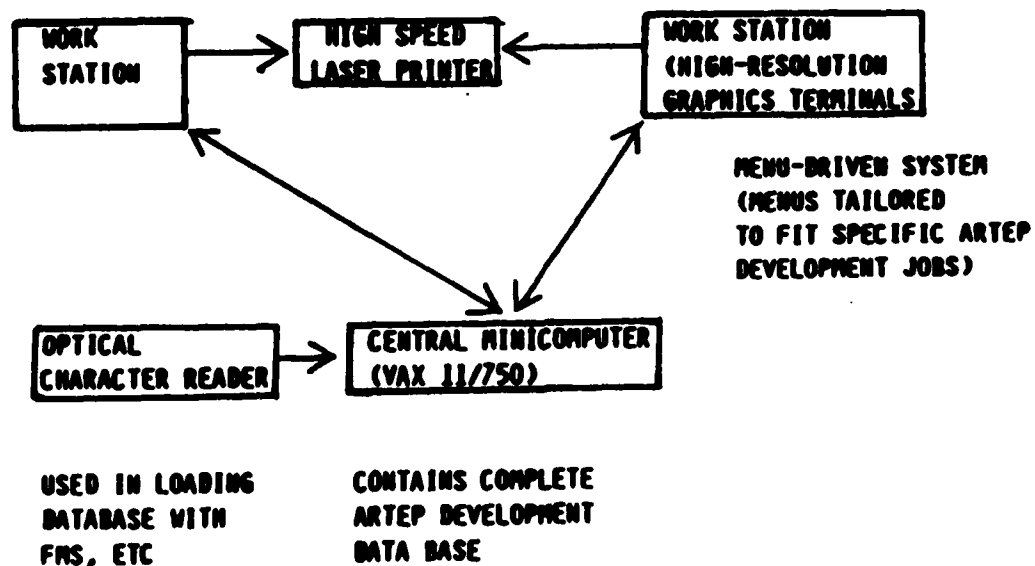 WORK
STATION
HIGH SPEED
LASER PRINTER
WORK STATION
(HIGH-RESOLUTION
GRAPHICS TERMINALS
MENU-DRIVEN SYSTEM
(MENUS TAILORED
TO FIT SPECIFIC ARTEP
DEVELOPMENT JOBS)
OPTICAL
CHARACTER READER
CENTRAL MINICOMPUTER
(VAX 11/750)
USED IN LOADING
DATABASE WITH
FMS, ETC
CONTAINS COMPLETE
ARTEP DEVELOPMENT
DATA BASE